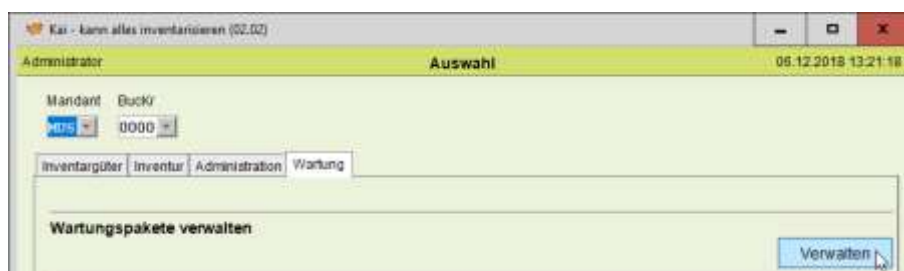 Kai - kann alles inventarisieren (02.02)
Administrator Auswahl 06.12.2018 13:21:18
Mandant BucKr
0000
Inventargüter Inventur Administration Wartung
Wartungspakete verwalten
Verwalten